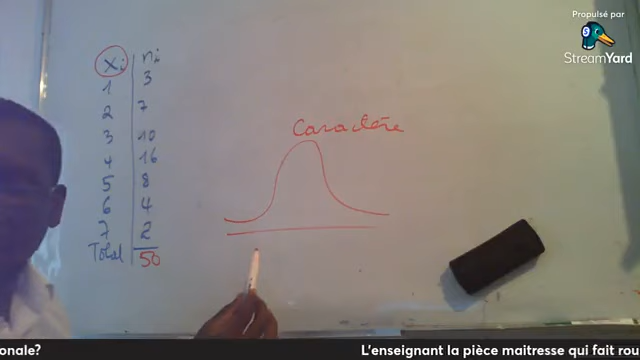 Propulsé par
StreamYard
xi ni
1 3
2 7
3 10
4 16
5 8
6 4
7 2
Total 50
Caractère
onale?
L'enseignant la pièce maitresse qui fait rou